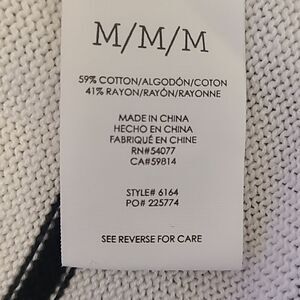 M/M/M
59% COTTON/ALGODÓN/COTON
41% RAYON/RAYÓN/RAYONNE
MADE IN CHINA
HECHO EN CHINA
FABRIQUÉ EN CHINE
RN#54077
CA#59814
STYLE# 6164
PO# 225774
SEE REVERSE FOR CARE